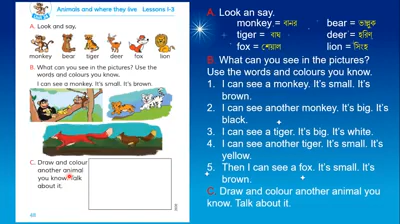 Animals and where they live Lessons 1-3
A. Look and say.
monkey bear tiger deer fox lion
B. What can you see in the pictures? Use the
words and colours you know.
I can see a monkey. It's small. It's brown.
C. Draw and colour
another animal
you know. Talk
about it.
A. Look an say.
monkey = বানর bear = ভাল্লুক
tiger = বাঘ deer = হরিণ
fox = শেয়াল lion = সিংহ
B. What can you see in the pictures?
Use the words and colours you know.
1. I can see a monkey. It's small. It's
brown.
2. I can see another monkey. It's big. It's
black.
3. I can see a tiger. It's big. It's white.
4. I can see another tiger. It's small. It's
yellow.
5. Then I can see a fox. It's small. It's
brown.
C. Draw and colour another animal you
know. Talk about it.